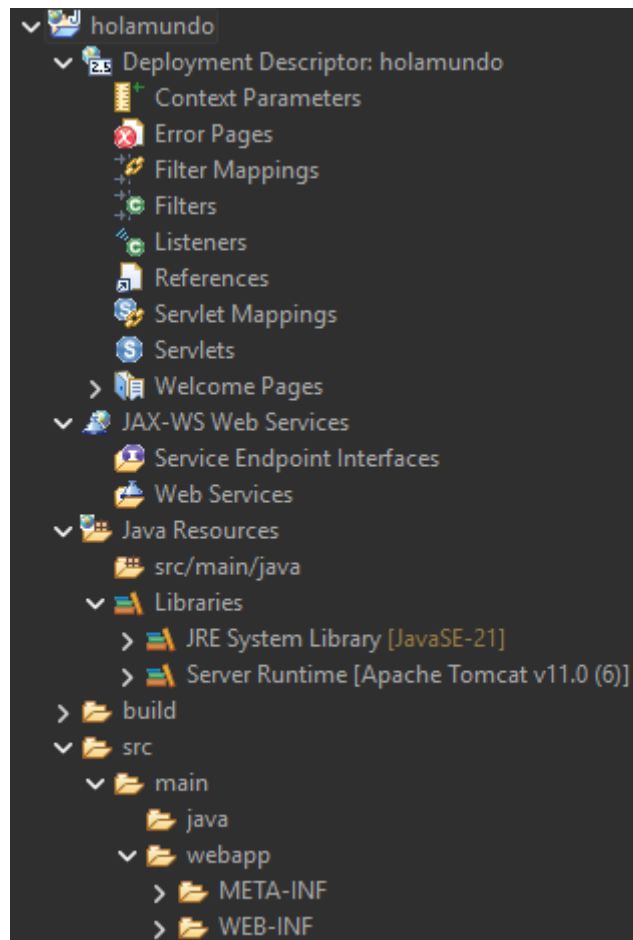 holamundo
2.5 Deployment Descriptor: holamundo
Context Parameters
Error Pages
Filter Mappings
Filters
Listeners
References
Servlet Mappings
Servlets
Welcome Pages
JAX-WS Web Services
Service Endpoint Interfaces
Web Services
Java Resources
src/main/java
Libraries
JRE System Library [JavaSE-21]
Server Runtime [Apache Tomcat v11.0 (6)]
build
src
main
java
webapp
META-INF
WEB-INF